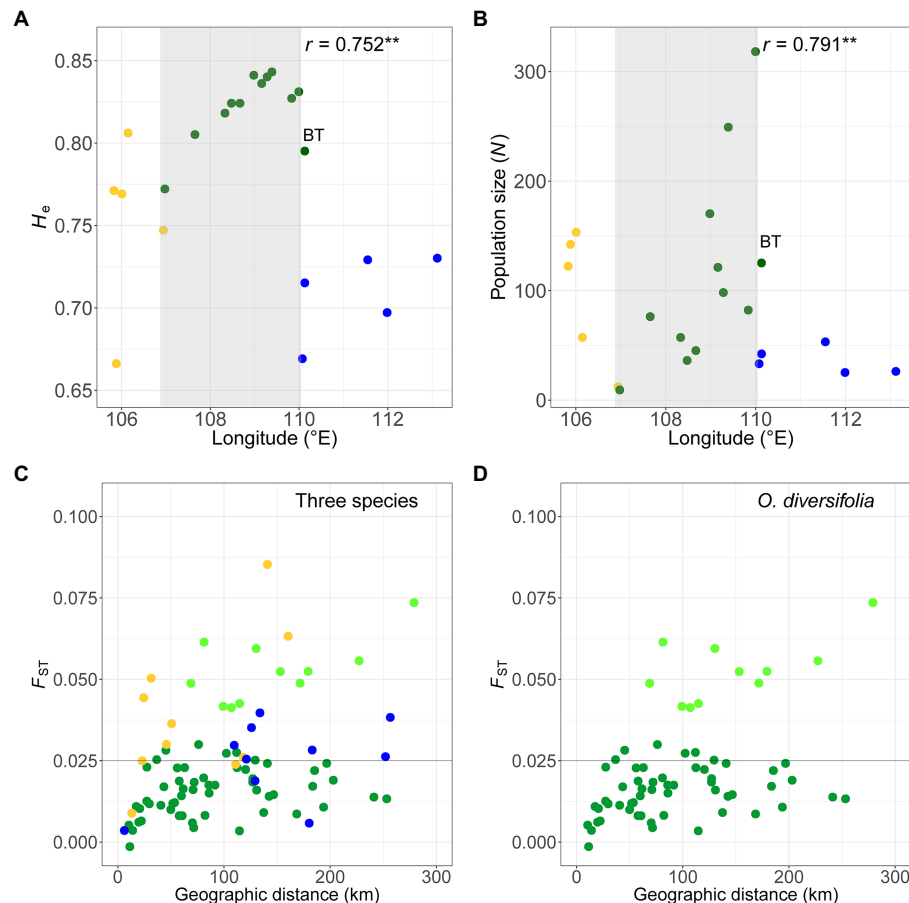 A
r = 0.752**
0.85
0.80
0.75
0.70
0.65
He
BT
106
108
110
112
Longitude (°E)
B
r = 0.791**
300
200
100
0
Population size (N)
BT
106
108
110
112
Longitude (°E)
C
Three species
0.100
0.075
0.050
0.025
0.000
FST
0
100
200
300
Geographic distance (km)
D
O. diversifolia
0.100
0.075
0.050
0.025
0.000
FST
0
100
200
300
Geographic distance (km)